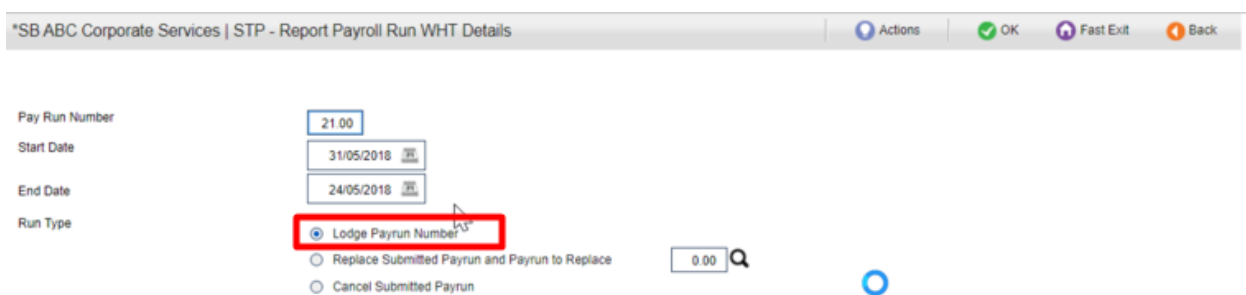 *SB ABC Corporate Services | STP - Report Payroll Run WHT Details Actions OK Fast Exit Back
Pay Run Number 21.00
Start Date 31/05/2018
End Date 24/05/2018
Run Type
Lodge Payrun Number
Replace Submitted Payrun and Payrun to Replace 0.00
Cancel Submitted Payrun